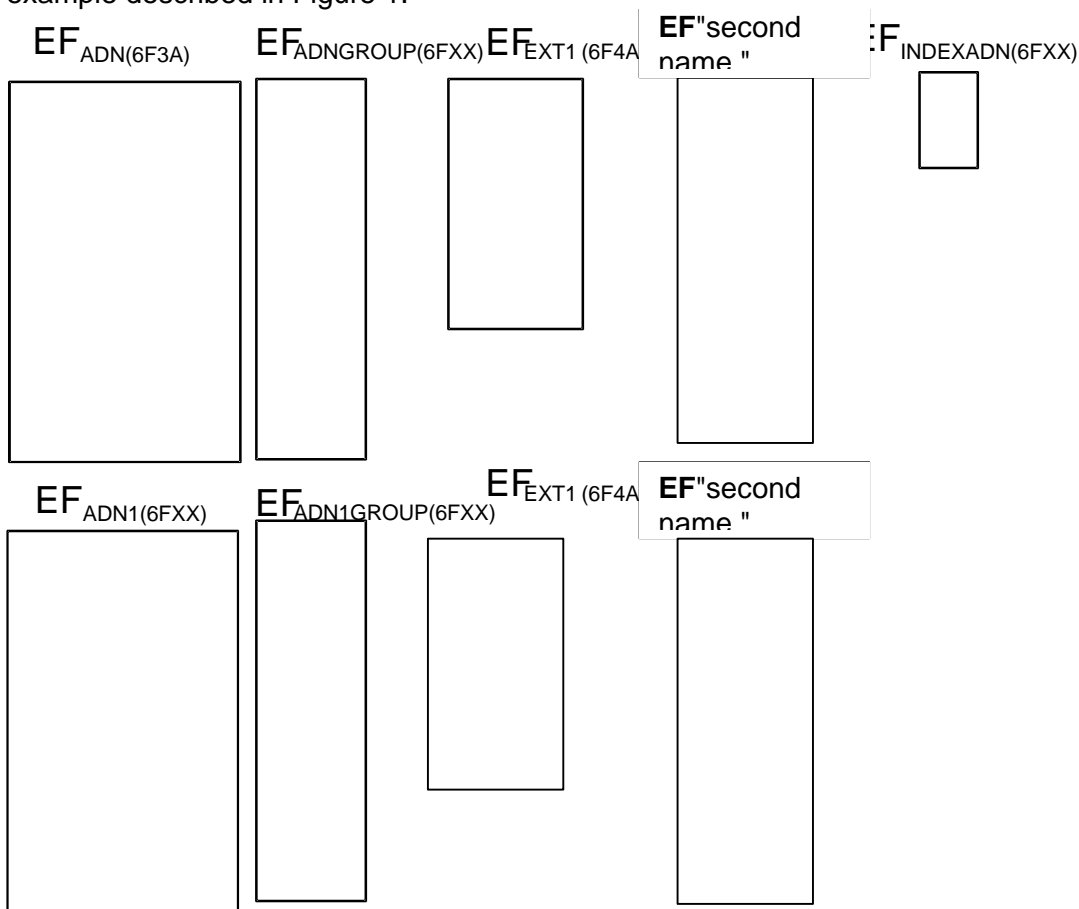 example described in Figure 1.
EFADN(6F3A) EFADNGROUP(6FXX) EFEXT1 (6F4A EF"second name " EFINDEXADN(6FXX)
EFADN1(6FXX) EFADN1GROUP(6FXX) EFEXT1 (6F4A EF"second name "